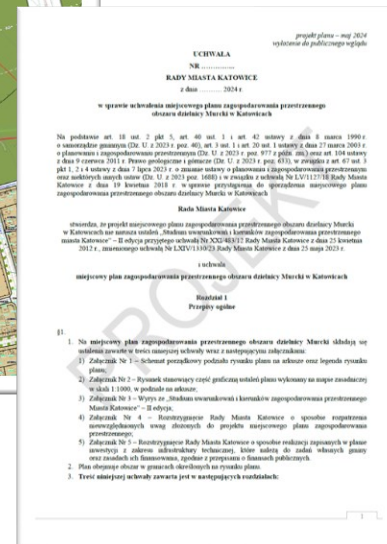 projekt planu – maj 2024
wyłożenie do publicznego wglądu
UCHWAŁA
NR ……………
RADY MIASTA KATOWICE
z dnia ………. 2024 r.
w sprawie uchwalenia miejscowego planu zagospodarowania przestrzennego
obszaru dzielnicy Murcki w Katowicach
Na podstawie art. 18 ust. 2 pkt 5, art. 40 ust. 1 i art. 42 ustawy z dnia 8 marca 1990 r.
o samorządzie gminnym (Dz. U. z 2023 r. poz. 40), art. 3 ust. 1 i art. 20 ust. 1 ustawy z dnia 27 marca 2003 r.
o planowaniu i zagospodarowaniu przestrzennym (Dz. U. z 2023 r. poz. 977 z późn. zm.) oraz art. 104 ustawy
z dnia 9 czerwca 2011 r. Prawo geologiczne i górnicze (Dz. U. z 2023 r. poz. 633), w związku z art. 67 ust. 3
pkt 1, 2 i 4 ustawy z dnia 7 lipca 2023 r. o zmianie ustawy o planowaniu i zagospodarowaniu przestrzennym
oraz niektórych innych ustaw (Dz. U. z 2023 r. poz. 1688) i w związku z uchwałą Nr LV/1127/18 Rady Miasta
Katowice z dnia 19 kwietnia 2018 r. w sprawie przystąpienia do sporządzenia miejscowego planu
zagospodarowania przestrzennego obszaru dzielnicy Murcki w Katowicach
Rada Miasta Katowice
stwierdza, że projekt miejscowego planu zagospodarowania przestrzennego obszaru dzielnicy Murcki
w Katowicach nie narusza ustaleń „Studium uwarunkowań i kierunków zagospodarowania przestrzennego
miasta Katowice” – II edycja przyjętego uchwałą Nr XXI/483/12 Rady Miasta Katowice z dnia 25 kwietnia
2012 r., zmienionego uchwałą Nr LXIV/1330/23 Rady Miasta Katowice z dnia 25 maja 2023 r.
i uchwala
miejscowy plan zagospodarowania przestrzennego obszaru dzielnicy Murcki w Katowicach
Rozdział 1
Przepisy ogólne
§1.
1. Na miejscowy plan zagospodarowania przestrzennego obszaru dzielnicy Murcki składają się
ustalenia zawarte w treści niniejszej uchwały wraz z następującymi załącznikami:
1) Załącznik Nr 1 – Schemat porządkowy podziału rysunku planu na arkusze oraz legenda rysunku
planu;
2) Załącznik Nr 2 – Rysunek stanowiący część graficzną ustaleń planu wykonany na mapie zasadniczej
w skali 1:1000, w podziale na arkusze;
3) Załącznik Nr 3 – Wyrys ze „Studium uwarunkowań i kierunków zagospodarowania przestrzennego
Miasta Katowice” – II edycja;
4) Załącznik Nr 4 – Rozstrzygnięcie Rady Miasta Katowice o sposobie rozpatrzenia
nieuwzględnionych uwag złożonych do projektu miejscowego planu zagospodarowania
przestrzennego;
5) Załącznik Nr 5 – Rozstrzygnięcie Rady Miasta Katowice o sposobie realizacji zapisanych w planie
inwestycji z zakresu infrastruktury technicznej, które należą do zadań własnych gminy
oraz zasadach ich finansowania, zgodnie z przepisami o finansach publicznych.
2. Plan obejmuje obszar w granicach określonych na rysunku planu.
3. Treść niniejszej uchwały zawarta jest w następujących rozdziałach:
PROJEKT
1